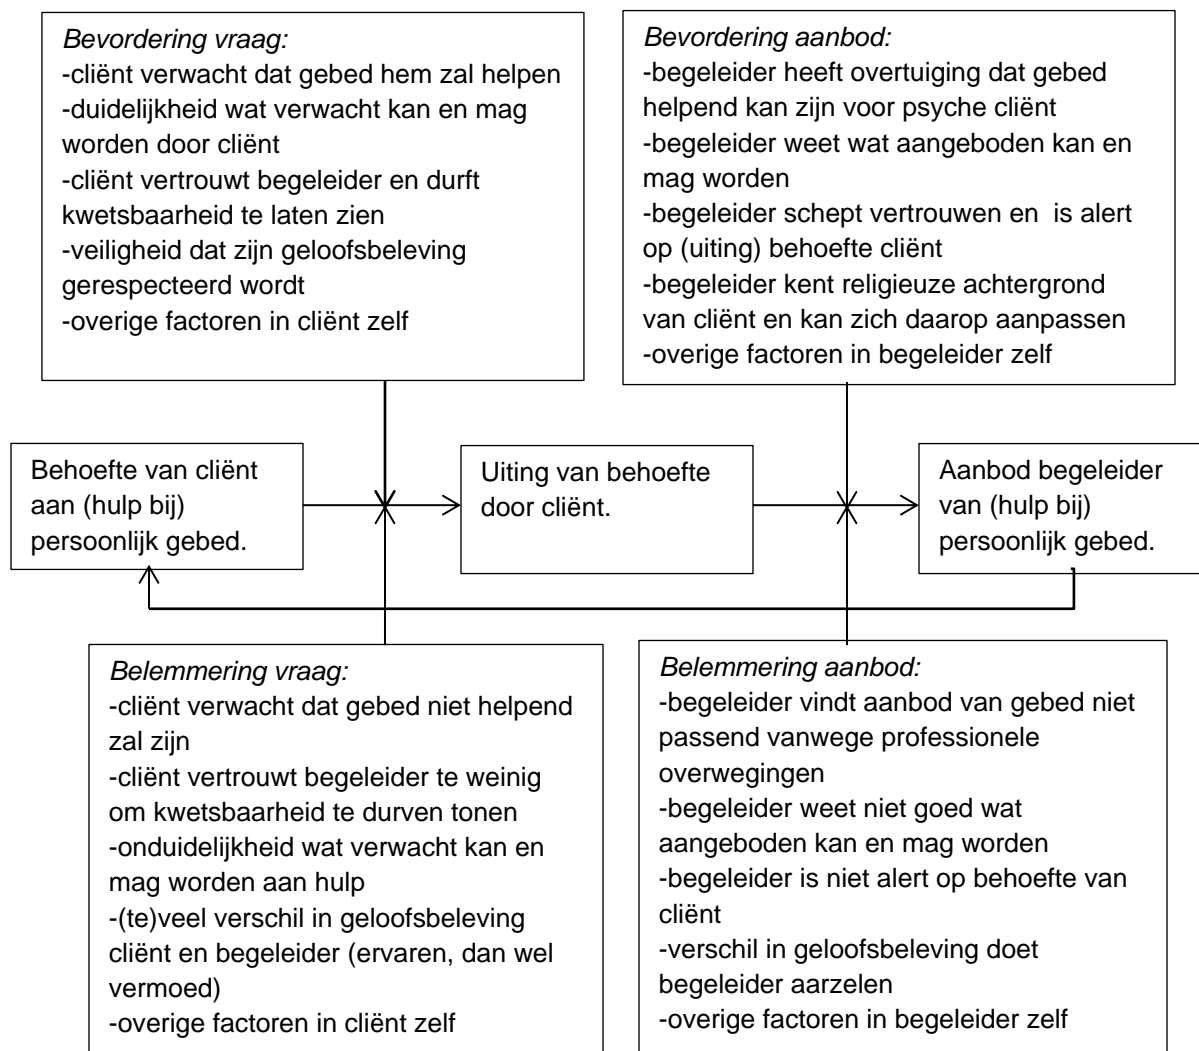 Bevordering vraag:
-cliënt verwacht dat gebed hem zal helpen
-duidelijkheid wat verwacht kan en mag
worden door cliënt
-cliënt vertrouwt begeleider en durft
kwetsbaarheid te laten zien
-veiligheid dat zijn geloofsbeleving
gerespecteerd wordt
-overige factoren in cliënt zelf
Bevordering aanbod:
-begeleider heeft overtuiging dat gebed
helpend kan zijn voor psyche cliënt
-begeleider weet wat aangeboden kan en
mag worden
-begeleider schept vertrouwen en  is alert
op (uiting) behoefte cliënt
-begeleider kent religieuze achtergrond
van cliënt en kan zich daarop aanpassen
-overige factoren in begeleider zelf
Behoefte van cliënt
aan (hulp bij)
persoonlijk gebed.
Uiting van behoefte
door cliënt.
Aanbod begeleider
van (hulp bij)
persoonlijk gebed.
Belemmering vraag:
-cliënt verwacht dat gebed niet helpend
zal zijn
-cliënt vertrouwt begeleider te weinig
om kwetsbaarheid te durven tonen
-onduidelijkheid wat verwacht kan en
mag worden aan hulp
-(te)veel verschil in geloofsbeleving
cliënt en begeleider (ervaren, dan wel
vermoed)
-overige factoren in cliënt zelf
Belemmering aanbod:
-begeleider vindt aanbod van gebed niet
passend vanwege professionele
overwegingen
-begeleider weet niet goed wat
aangeboden kan en mag worden
-begeleider is niet alert op behoefte van
cliënt
-verschil in geloofsbeleving doet
begeleider aarzelen
-overige factoren in begeleider zelf